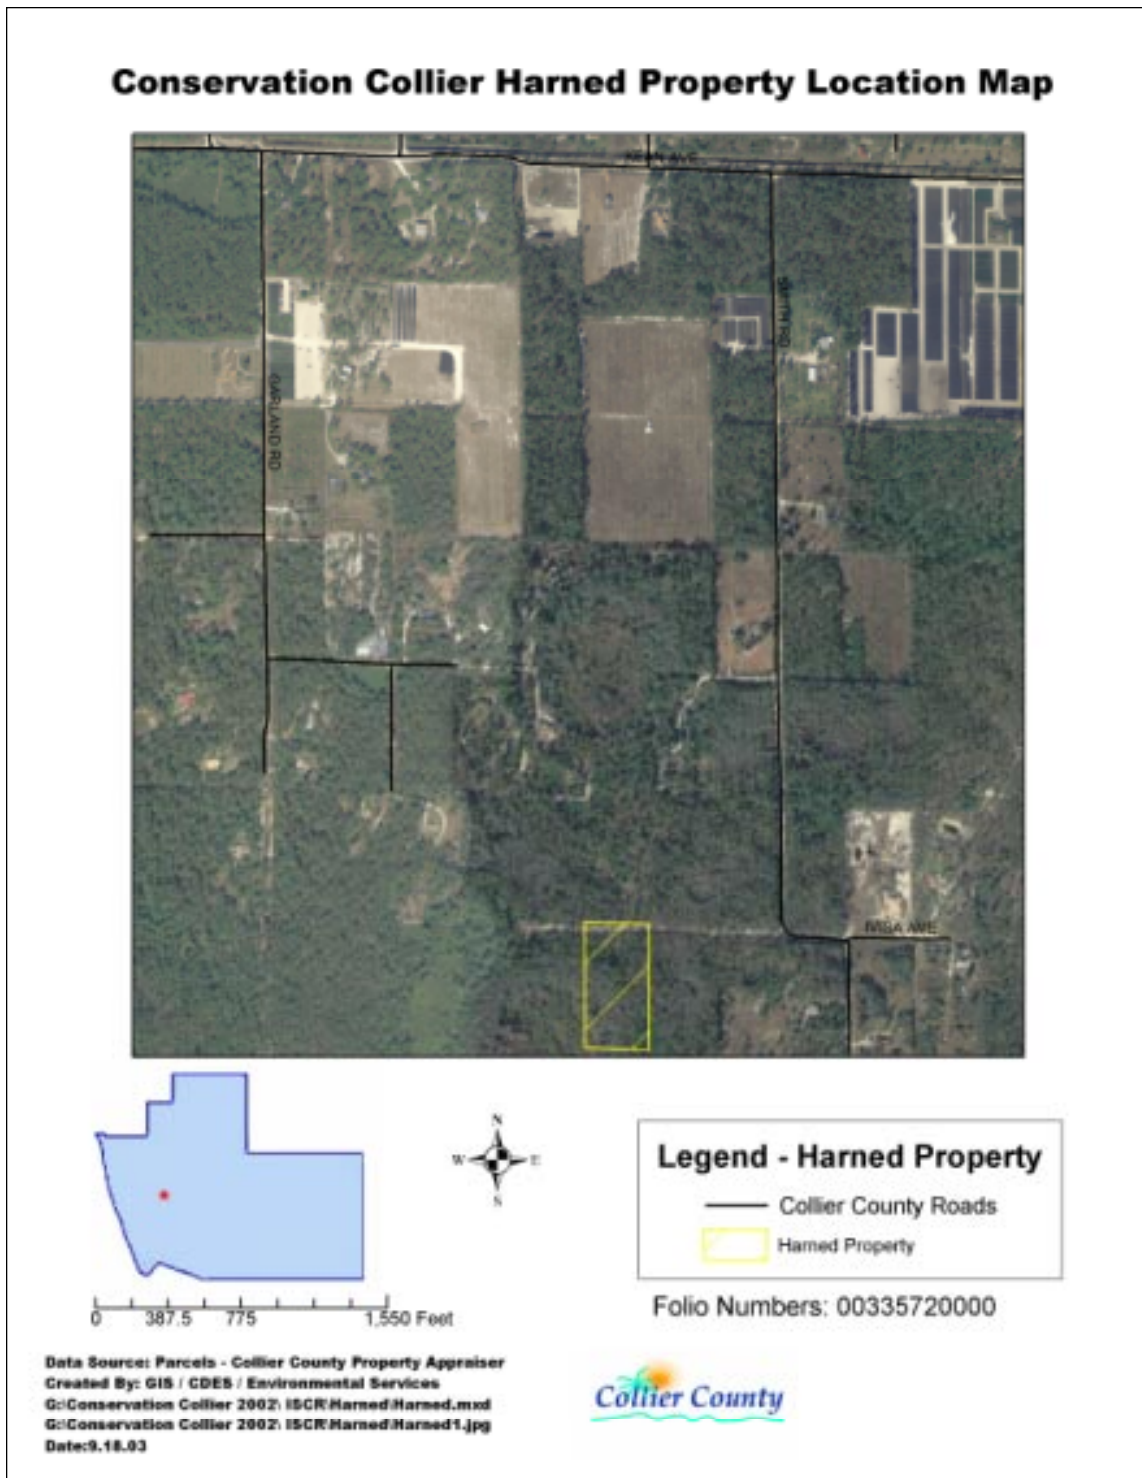 Conservation Collier Harned Property Location Map
KEAN AVE
SMITH RD
GARLAND RD
IVISA AVE
N
W E
S
Legend - Harned Property
Collier County Roads
Harned Property
0 387.5 775 1,550 Feet
Folio Numbers: 00335720000
Data Source: Parcels - Collier County Property Appraiser
Created By: GIS / CDES / Environmental Services
G:\Conservation Collier 2002\ ISCR\Harned\Harned.mxd
G:\Conservation Collier 2002\ ISCR\Harned\Harned1.jpg
Date:9.18.03
Collier County